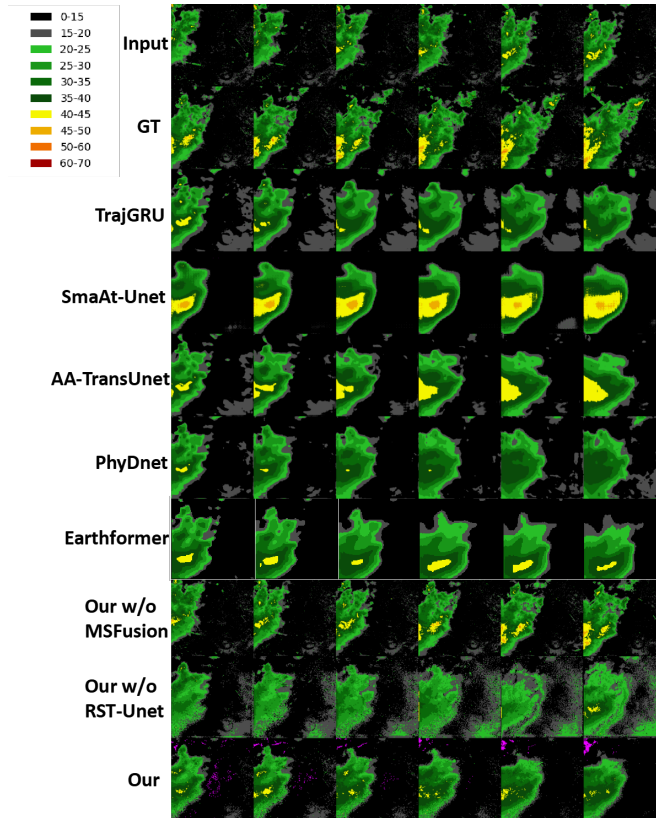 0-15
15-20
20-25
25-30
30-35
35-40
40-45
45-50
50-60
60-70
Input
GT
TrajGRU
SmaAt-Unet
AA-TransUnet
PhyDnet
Earthformer
Our w/o
MSFusion
Our w/o
RST-Unet
Our